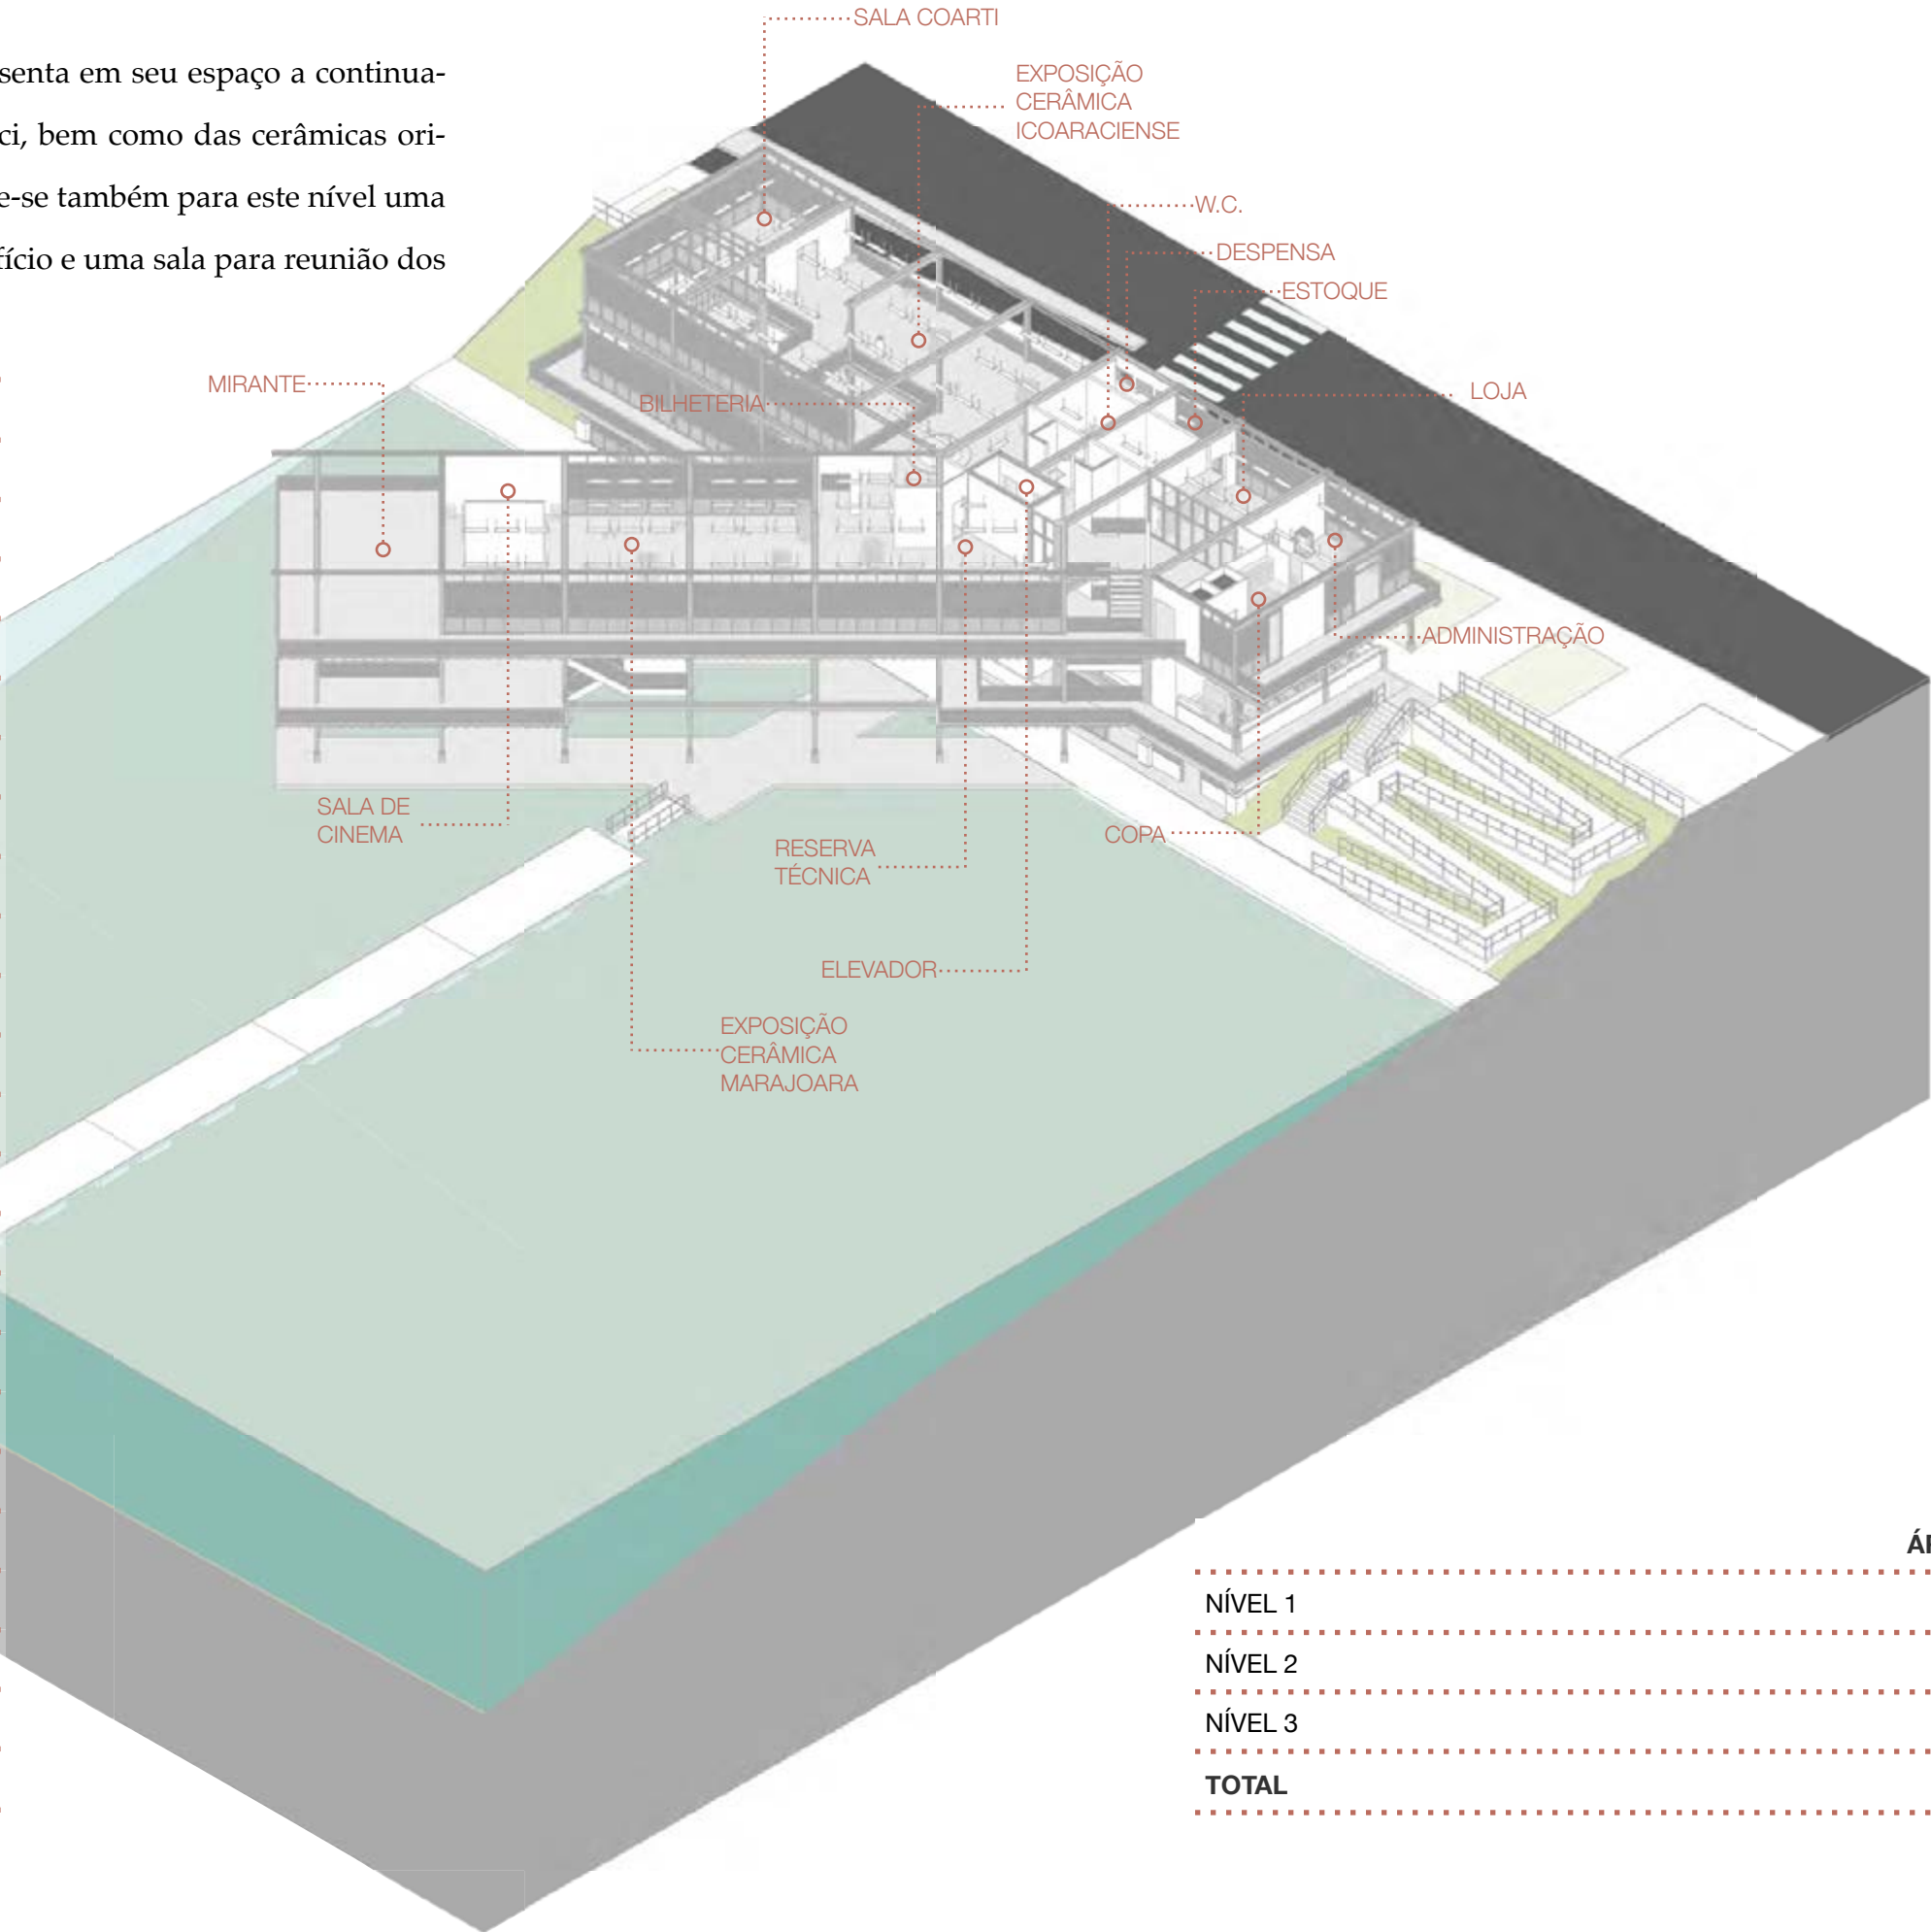 senta em seu espaço a continua-
ci, bem como das cerâmicas ori-
e-se também para este nível uma
fício e uma sala para reunião dos
SALA COARTI
EXPOSIÇÃO
CERÂMICA
ICOARACIENSE
W.C.
DESPENSA
ESTOQUE
LOJA
MIRANTE
BILHETERIA
ADMINISTRAÇÃO
SALA DE
CINEMA
RESERVA
TÉCNICA
COPA
ELEVADOR
EXPOSIÇÃO
CERÂMICA
MARAJOARA
NÍVEL 1
NÍVEL 2
NÍVEL 3
TOTAL